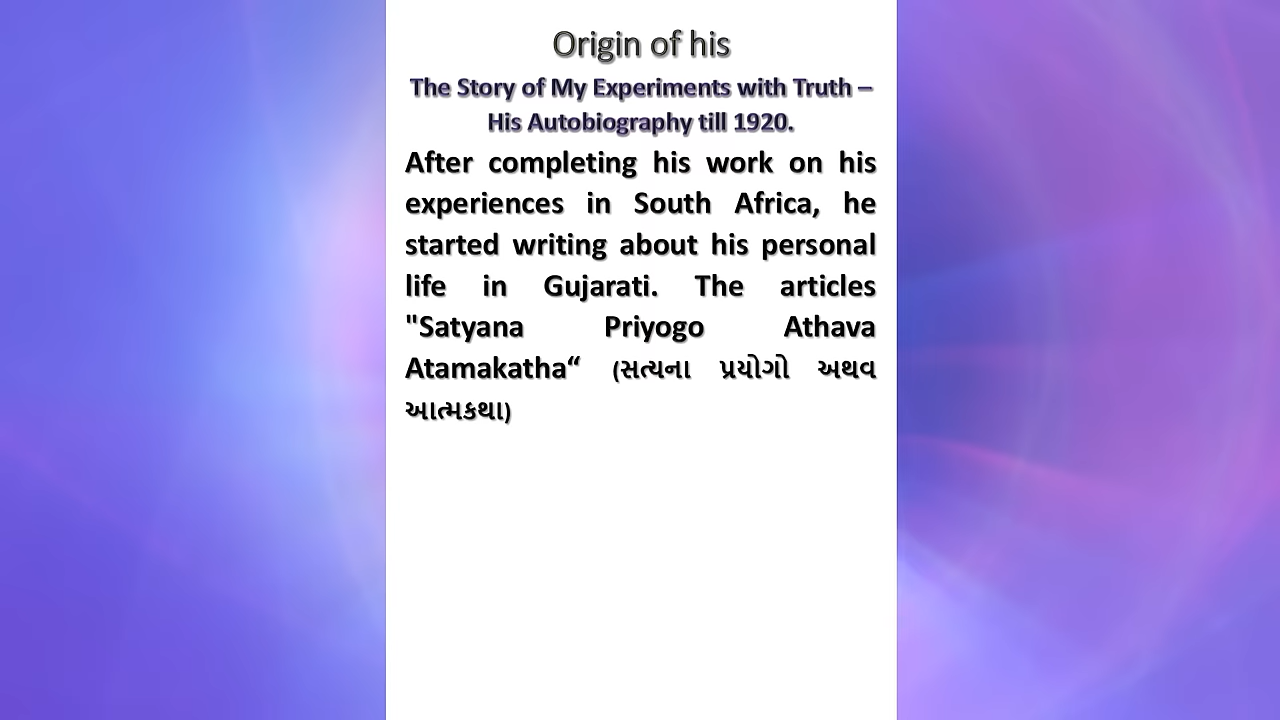 Origin of his
The Story of My Experiments with Truth –
His Autobiography till 1920.
After completing his work on his
experiences in South Africa, he
started writing about his personal
life in Gujarati. The articles
"Satyana Priyogo Athava
Atamakatha“ (સત્યના પ્રયોગો અથવ
આત્મકથા)